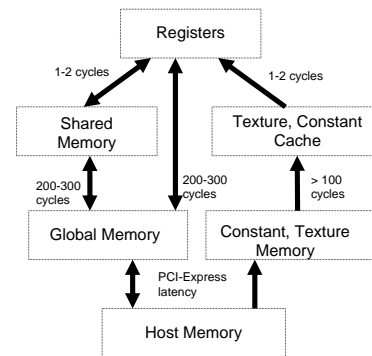 Registers
1-2 cycles
1-2 cycles
Shared
Memory
Texture, Constant
Cache
200-300
cycles
200-300
cycles
> 100
cycles
Global Memory
Constant, Texture
Memory
PCI-Express
latency
Host Memory